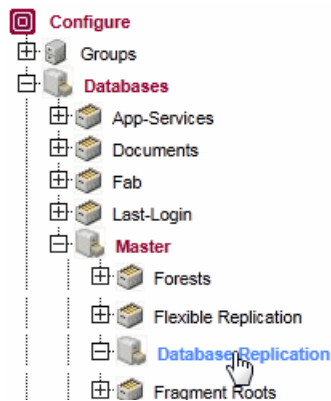 Configure
Groups
Databases
App-Services
Documents
Fab
Last-Login
Master
Forests
Flexible Replication
Database Replication
Fragment Roots